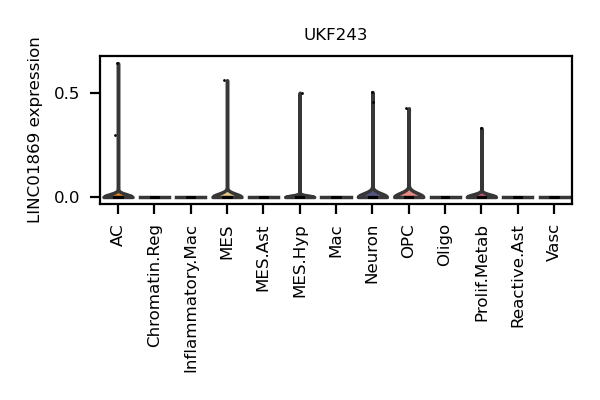 UKF243
LINC01869 expression
0.5
0.0
AC
Chromatin.Reg
Inflammatory.Mac
MES
MES.Ast
MES.Hyp
Mac
Neuron
OPC
Oligo
Prolif.Metab
Reactive.Ast
Vasc